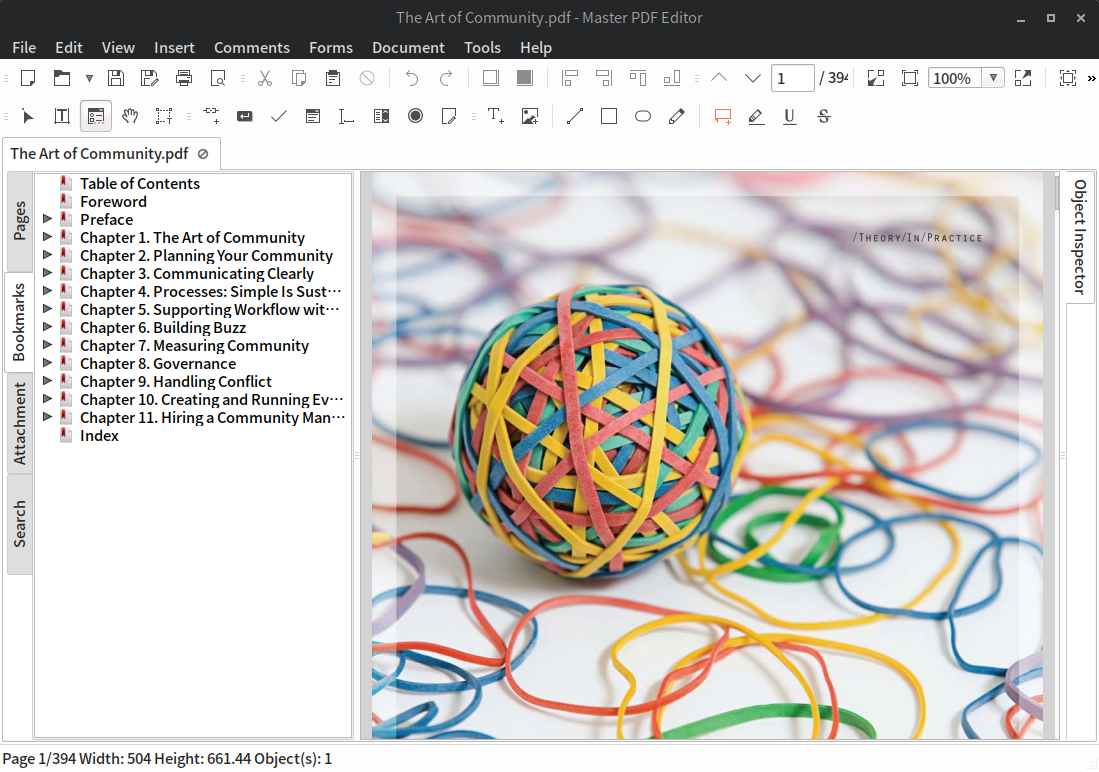 The Art of Community.pdf - Master PDF Editor
File Edit View Insert Comments Forms Document Tools Help
1 / 394 100%
The Art of Community.pdf
Pages
Bookmarks
Attachment
Search
Table of Contents
Foreword
Preface
Chapter 1. The Art of Community
Chapter 2. Planning Your Community
Chapter 3. Communicating Clearly
Chapter 4. Processes: Simple Is Sust···
Chapter 5. Supporting Workflow wit···
Chapter 6. Building Buzz
Chapter 7. Measuring Community
Chapter 8. Governance
Chapter 9. Handling Conflict
Chapter 10. Creating and Running Ev···
Chapter 11. Hiring a Community Man···
Index
/THEORY/IN/PRACTICE
Object Inspector
Page 1/394 Width: 504 Height: 661.44 Object(s): 1